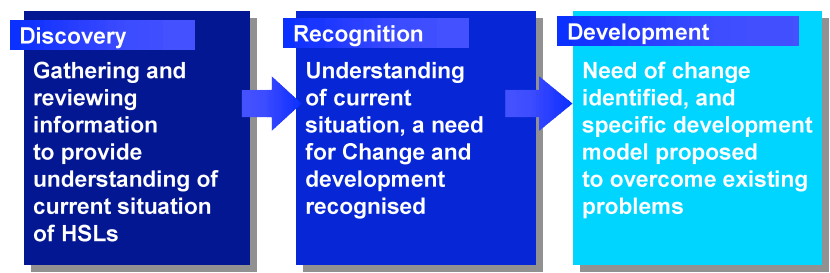 Discovery
Gathering and
reviewing
information
to provide
understanding of
current situation
of HSLs
Recognition
Understanding
of current
situation, a need
for Change and
development
recognised
Development
Need of change
identified, and
specific development
model proposed
to overcome existing
problems